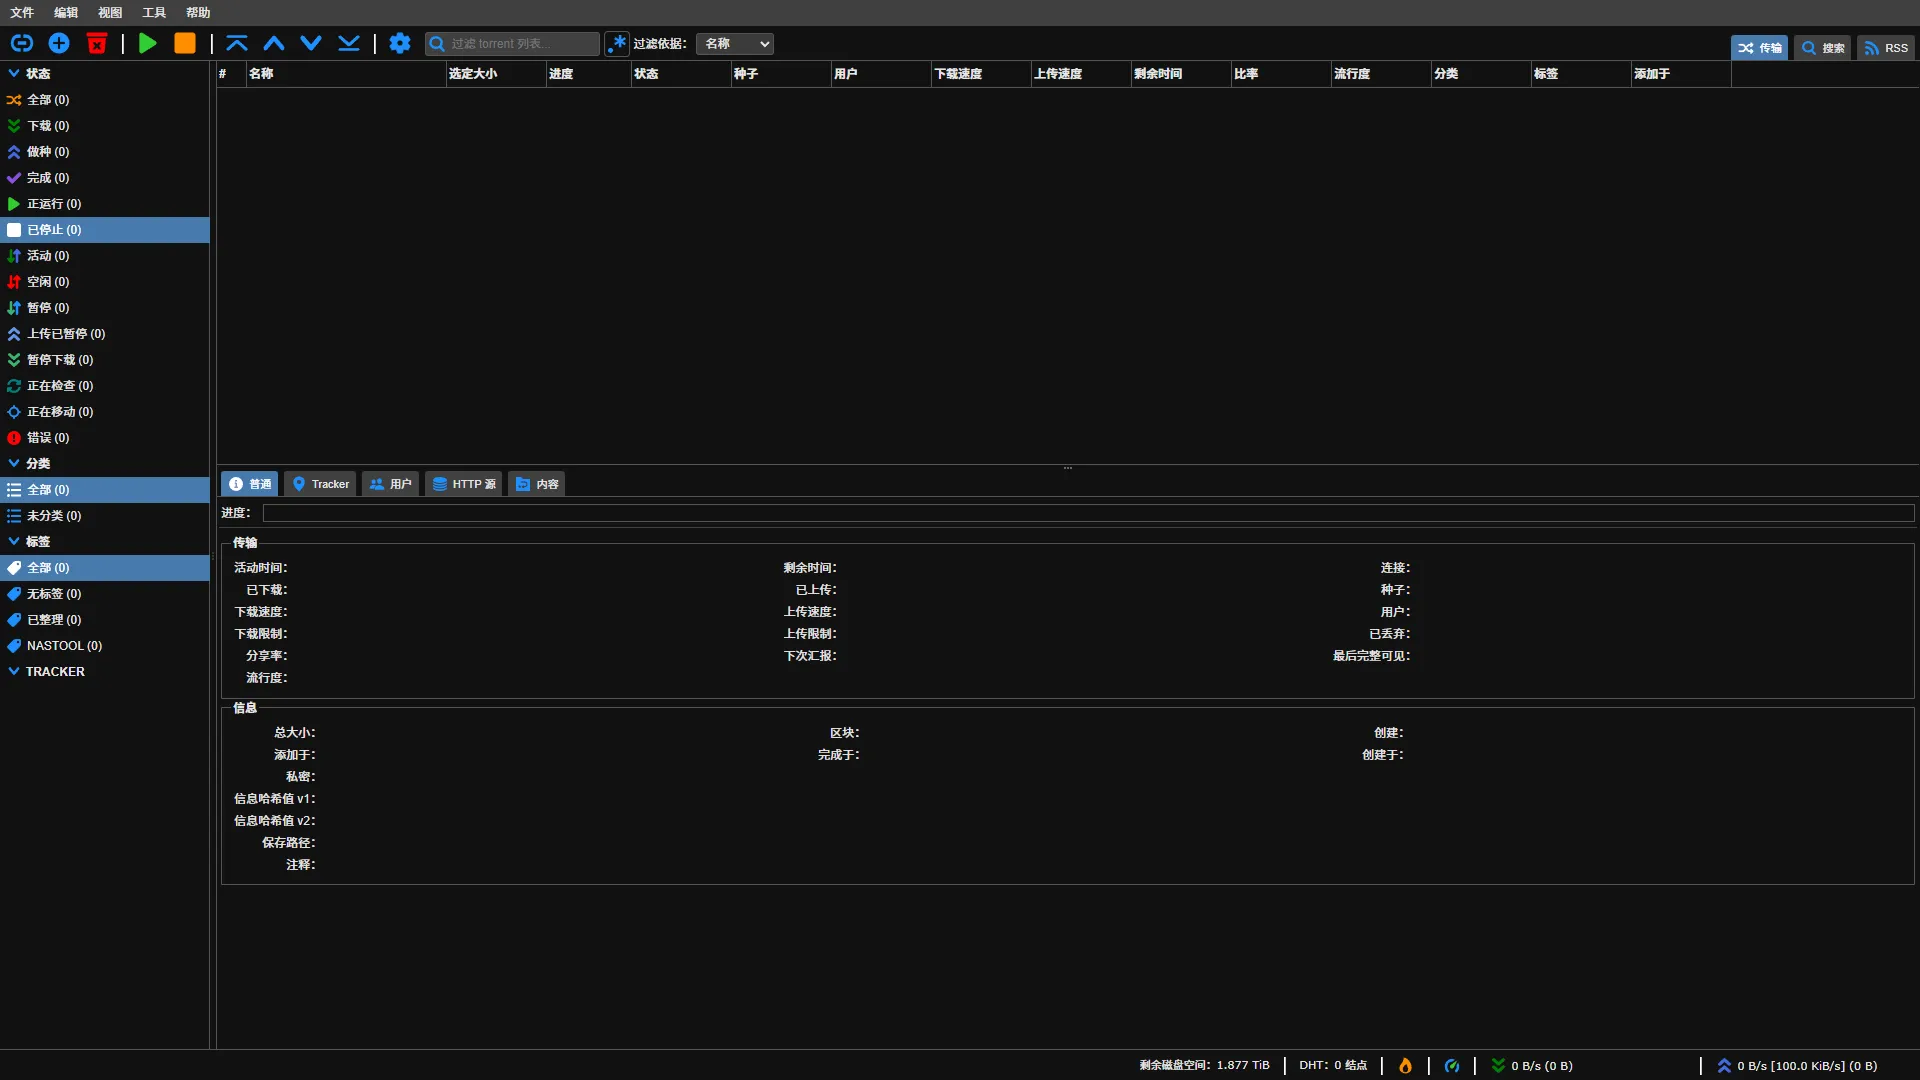 文件 编辑 视图 工具 帮助
过滤 torrent 列表... .* 过滤依据： 名称 传输 搜索 RSS
状态
全部 (0)
下载 (0)
做种 (0)
完成 (0)
正运行 (0)
已停止 (0)
活动 (0)
空闲 (0)
暂停 (0)
上传已暂停 (0)
暂停下载 (0)
正在检查 (0)
正在移动 (0)
错误 (0)
分类
全部 (0)
未分类 (0)
标签
全部 (0)
无标签 (0)
已整理 (0)
NASTOOL (0)
TRACKER
# 名称 选定大小 进度 状态 种子 用户 下载速度 上传速度 剩余时间 比率 流行度 分类 标签 添加于
普通 Tracker 用户 HTTP 源 内容
进度：
传输
活动时间： 剩余时间： 连接：
已下载： 已上传： 种子：
下载速度： 上传速度： 用户：
下载限制： 上传限制： 已丢弃：
分享率： 下次汇报： 最后完整可见：
流行度：
信息
总大小： 区块： 创建：
添加于： 完成于： 创建于：
私密：
信息哈希值 v1：
信息哈希值 v2：
保存路径：
注释：
剩余磁盘空间：1.877 TiB DHT：0 结点 0 B/s (0 B) 0 B/s [100.0 KiB/s] (0 B)